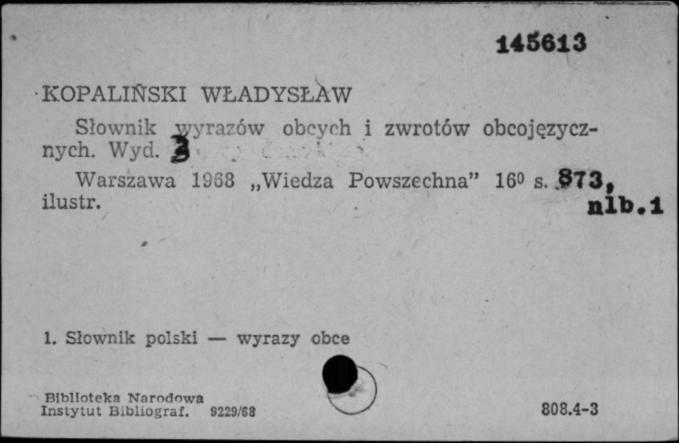 145613
KOPALIŃSKI WŁADYSŁAW
Słownik wyrazów obcych i zwrotów obcojęzycz-
nych. Wyd. 3
Warszawa 1968 „Wiedza Powszechna” 16⁰ s. 873,
ilustr. nlb.1
1. Słownik polski — wyrazy obce
Biblioteka Narodowa
Instytut Bibliograf. 9229/68 808.4-3